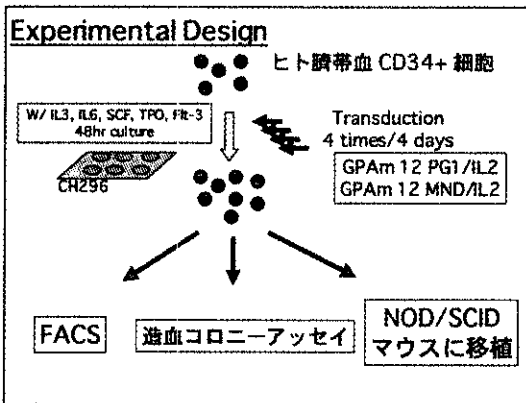 Experimental Design
ヒト臍帯血 CD34+ 細胞
W/ IL3, IL6, SCF, TPO, Flt-3
48hr culture
CH296
Transduction
4 times/4 days
GPAm 12 PG1/IL2
GPAm 12 MND/IL2
FACS
造血コロニーアッセイ
NOD/SCID
マウスに移植